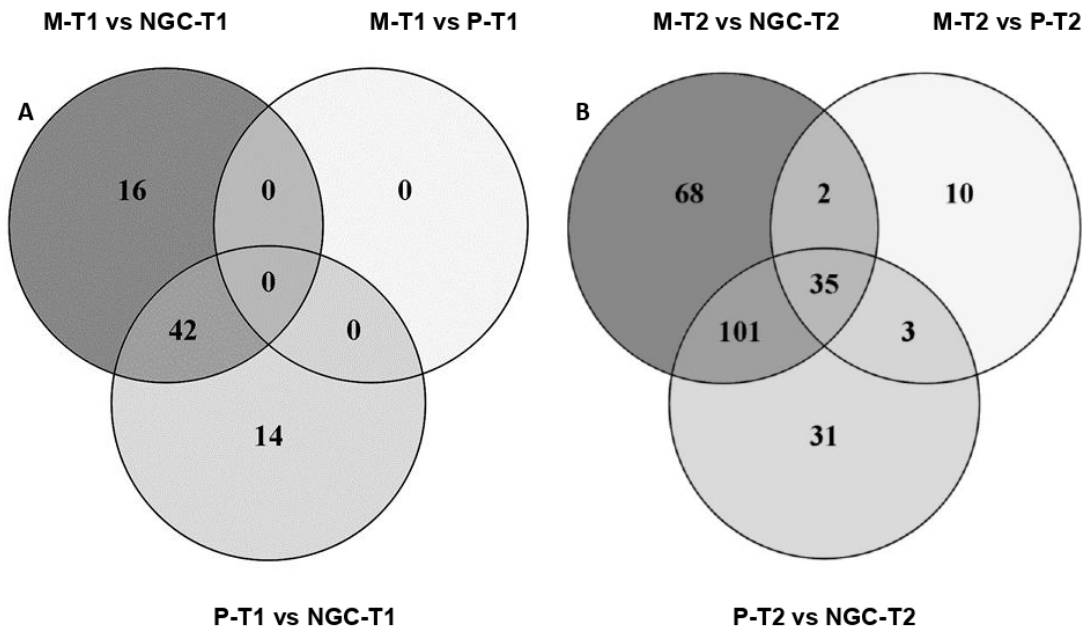 M-T1 vs NGC-T1
M-T1 vs P-T1
M-T2 vs NGC-T2
M-T2 vs P-T2
A
B
16
0
0
68
2
10
0
35
42
0
101
3
14
31
P-T1 vs NGC-T1
P-T2 vs NGC-T2